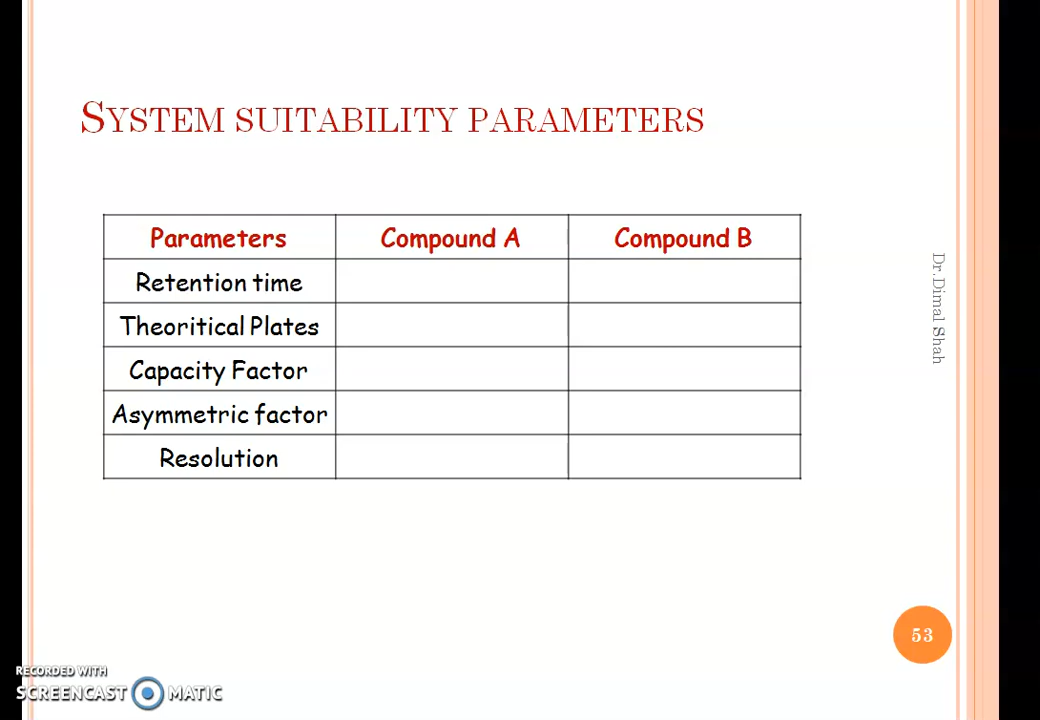 SYSTEM SUITABILITY PARAMETERS
Parameters Compound A Compound B
Retention time
Theoritical Plates
Capacity Factor
Asymmetric factor
Resolution
Dr.Dimal Shah
53
RECORDED WITH
SCREENCAST MATIC